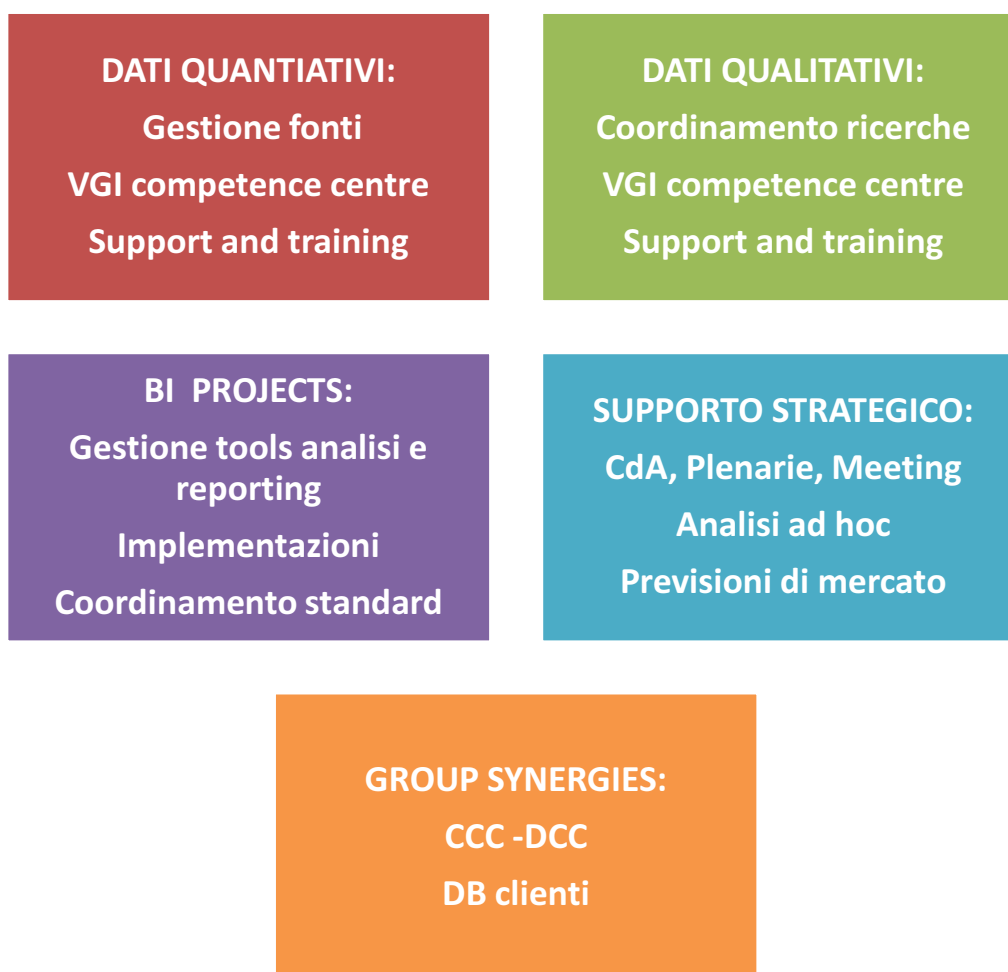 DATI QUANTIATIVI:
Gestione fonti
VGI competence centre
Support and training
DATI QUALITATIVI:
Coordinamento ricerche
VGI competence centre
Support and training
BI PROJECTS:
Gestione tools analisi e
reporting
Implementazioni
Coordinamento standard
SUPPORTO STRATEGICO:
CdA, Plenarie, Meeting
Analisi ad hoc
Previsioni di mercato
GROUP SYNERGIES:
CCC -DCC
DB clienti